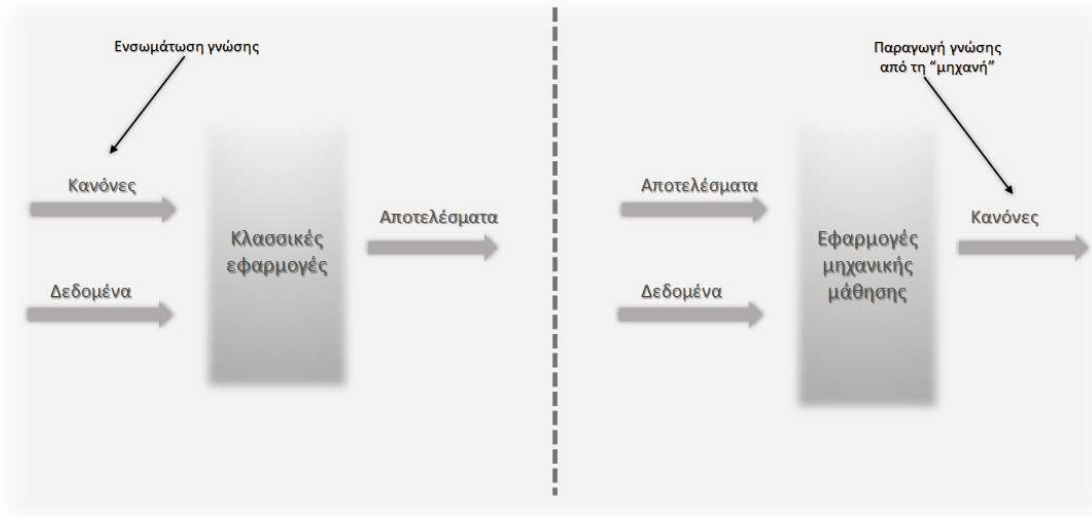 Ενσωμάτωση γνώσης
Κανόνες
Δεδομένα
Κλασσικές
εφαρμογές
Αποτελέσματα
Παραγωγή γνώσης
από τη “μηχανή”
Αποτελέσματα
Δεδομένα
Εφαρμογές
μηχανικής
μάθησης
Κανόνες